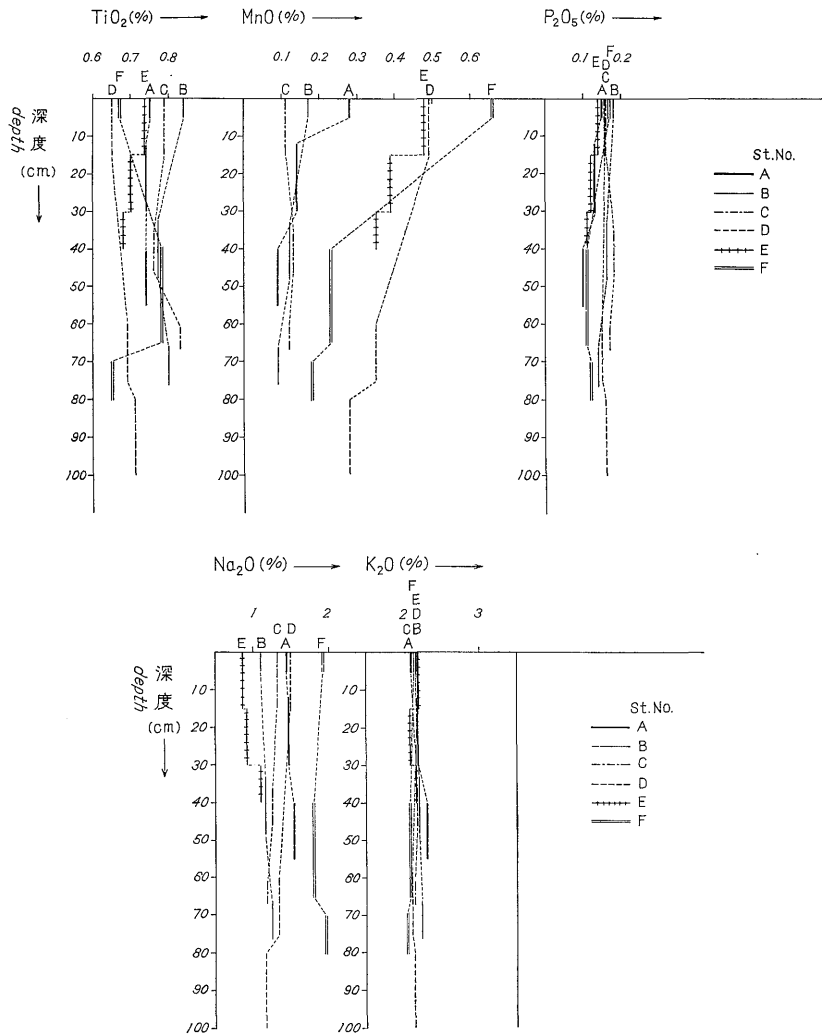 TiO₂(%) → MnO(%) → P₂O₅(%) →
0.6 0.7 0.8 0.1 0.2 0.3 0.4 0.5 0.6 0.1 0.2
D F E A C B C B A E D F E D F C A B
深度
depth
(cm)
10
20
30
40
50
60
70
80
90
100
St.No.
A
B
C
D
E
F
Na₂O(%) → K₂O(%) →
1 2 2 3
E B C A D F C A F E D B
深度
depth
(cm)
10
20
30
40
50
60
70
80
90
100
St.No.
A
B
C
D
E
F